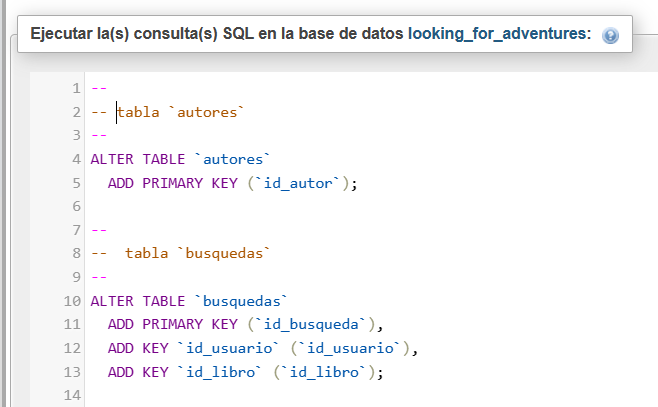 Ejecutar la(s) consulta(s) SQL en la base de datos looking_for_adventures:
1 --
2 -- tabla `autores`
3 --
4 ALTER TABLE `autores`
5   ADD PRIMARY KEY (`id_autor`);
6
7 --
8 --  tabla `busquedas`
9 --
10 ALTER TABLE `busquedas`
11   ADD PRIMARY KEY (`id_busqueda`),
12   ADD KEY `id_usuario` (`id_usuario`),
13   ADD KEY `id_libro` (`id_libro`);
14